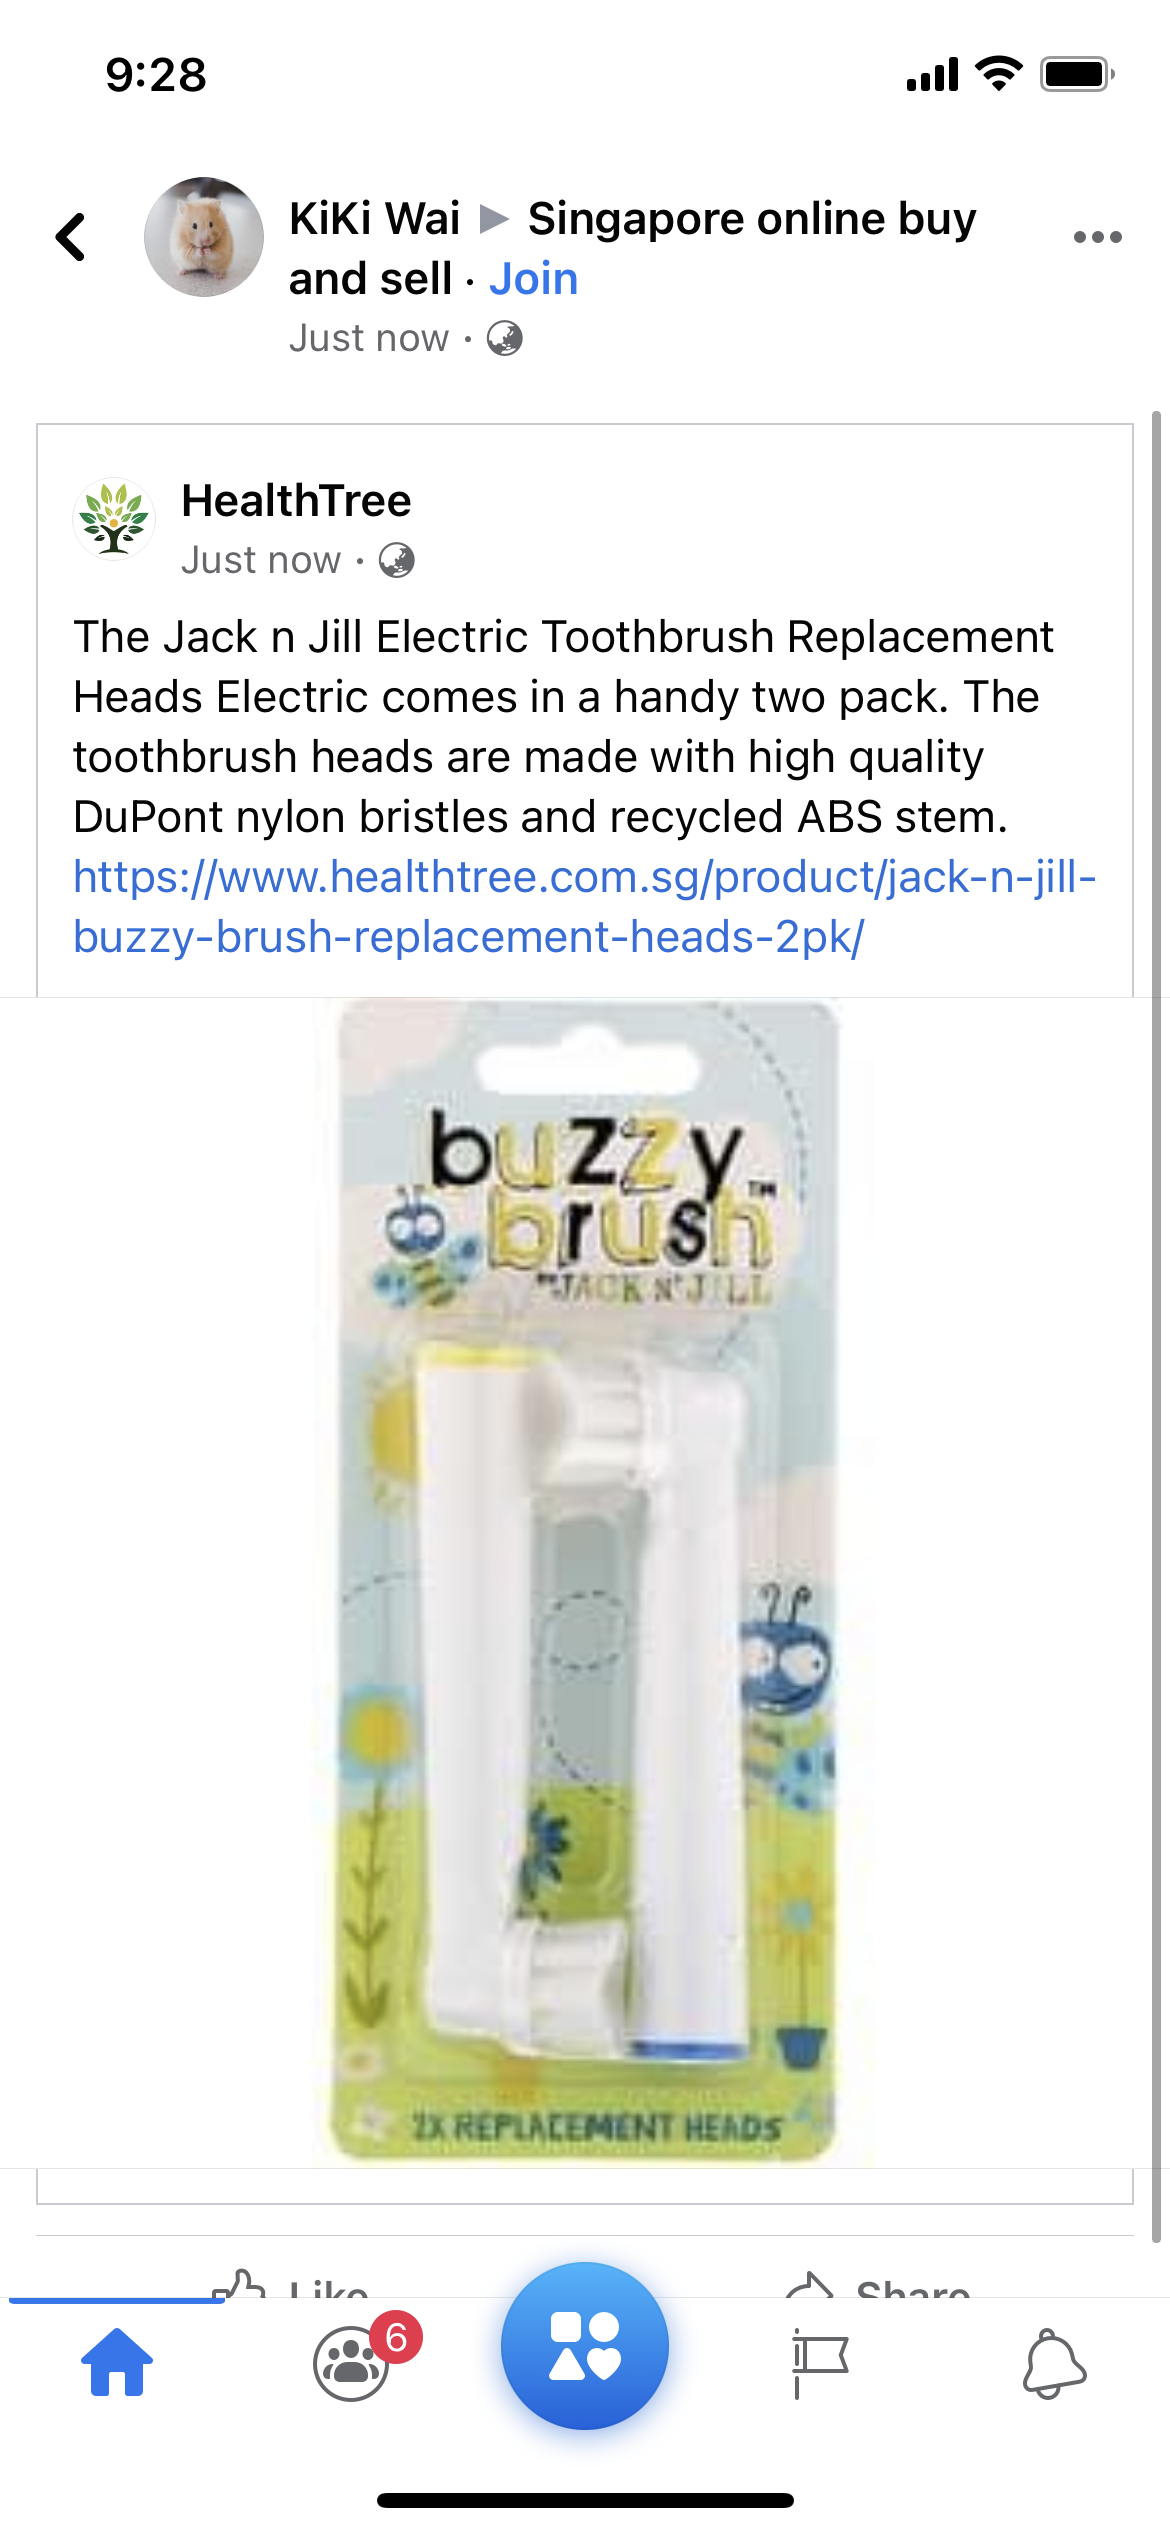 9:28
KiKi Wai ▶ Singapore online buy
and sell · Join
Just now ·
HealthTree
Just now ·
The Jack n Jill Electric Toothbrush Replacement
Heads Electric comes in a handy two pack. The
toothbrush heads are made with high quality
DuPont nylon bristles and recycled ABS stem.
https://www.healthtree.com.sg/product/jack-n-jill-
buzzy-brush-replacement-heads-2pk/
buzzy
brush™
JACK N' JILL
2X REPLACEMENT HEADS
Like
Share
6